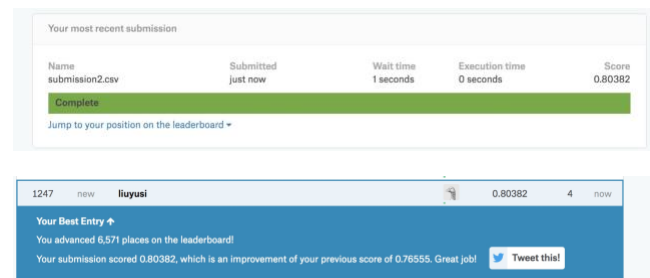 Your most recent submission
Name Submitted Wait time Execution time Score
submission2.csv just now 1 seconds 0 seconds 0.80382
Complete
Jump to your position on the leaderboard
1247 new liuyusi 0.80382 4 now
Your Best Entry
You advanced 6,571 places on the leaderboard!
Your submission scored 0.80382, which is an improvement of your previous score of 0.76555. Great job! Tweet this!